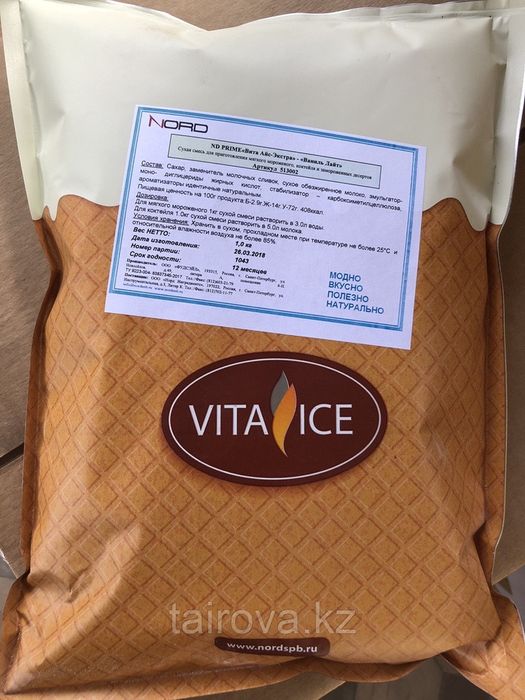 NORD
ND PRIME«Вита Айс-Экстра» - «Ваниль Лайт»
Сухая смесь для приготовления мягкого мороженого, коктейля и замороженных десертов
Артикул 513002
Состав: Сахар, заменитель молочных сливок, сухое обезжиренное молоко, эмульгатор-
моно- диглицериды жирных кислот, стабилизатор – карбоксиметилцеллюлоза,
ароматизаторы идентичные натуральным.
Пищевая ценность на 100г продукта:Б-2.9г.Ж-14г.У-72г. 408ккал.
Дозировка:
Для мягкого мороженого 1кг.сухой смеси растворить в 3.0л воды.
Для коктейля 1.0кг сухой смеси растворить в 5.0л молока.
Условия хранения: Хранить в сухом, прохладном месте при температуре не более 25°С и
относительной влажности воздуха не более 85%.
Вес НЕТТО: 1,0 кг
Дата изготовления: 26.03.2018
Номер партии: 1043
Срок годности: 12 месяцев
МОДНО
ВКУСНО
ПОЛЕЗНО
НАТУРАЛЬНО
VITA ICE
tairova.kz
www.nordspb.ru